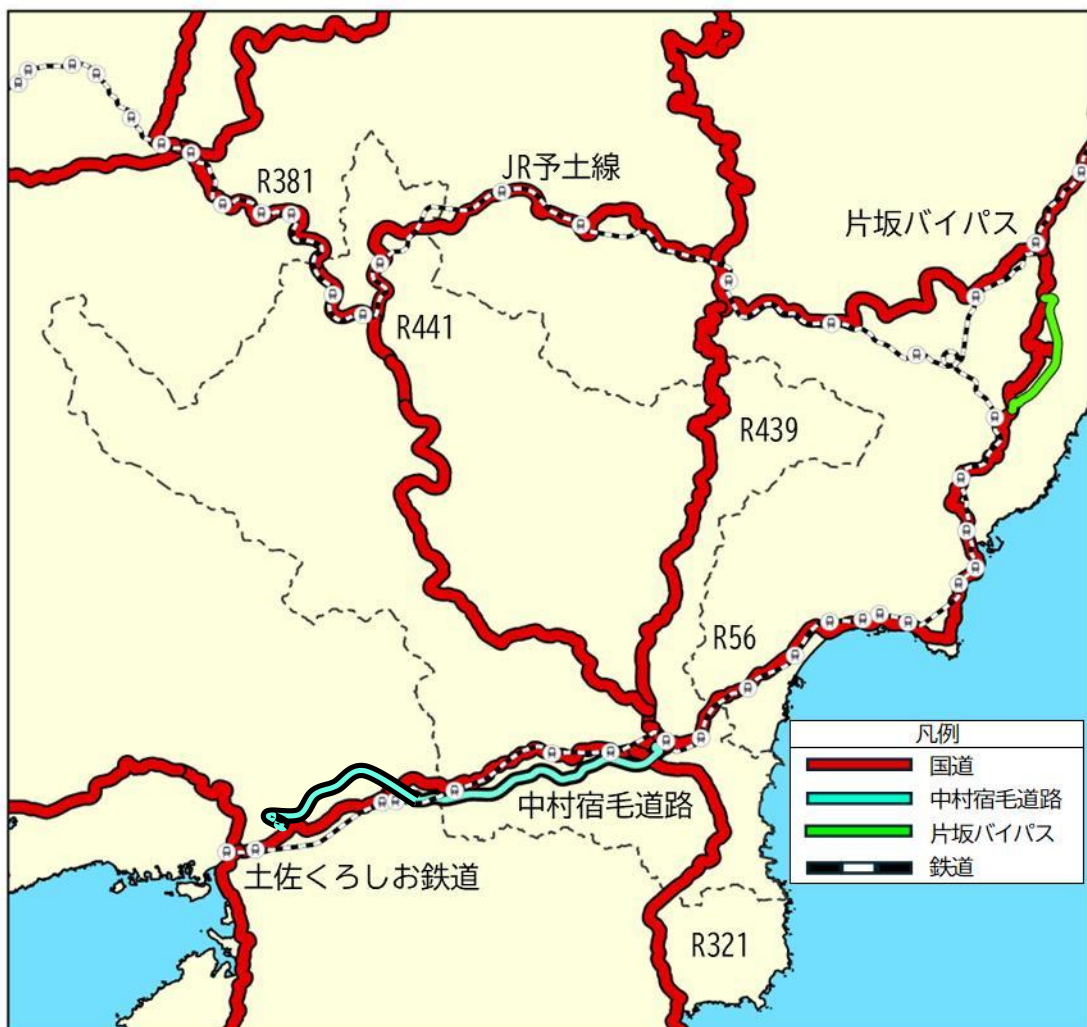 JR予土線
R381
片坂バイパス
R441
R439
R56
中村宿毛道路
土佐くろしお鉄道
R321
凡例
国道
中村宿毛道路
片坂バイパス
鉄道